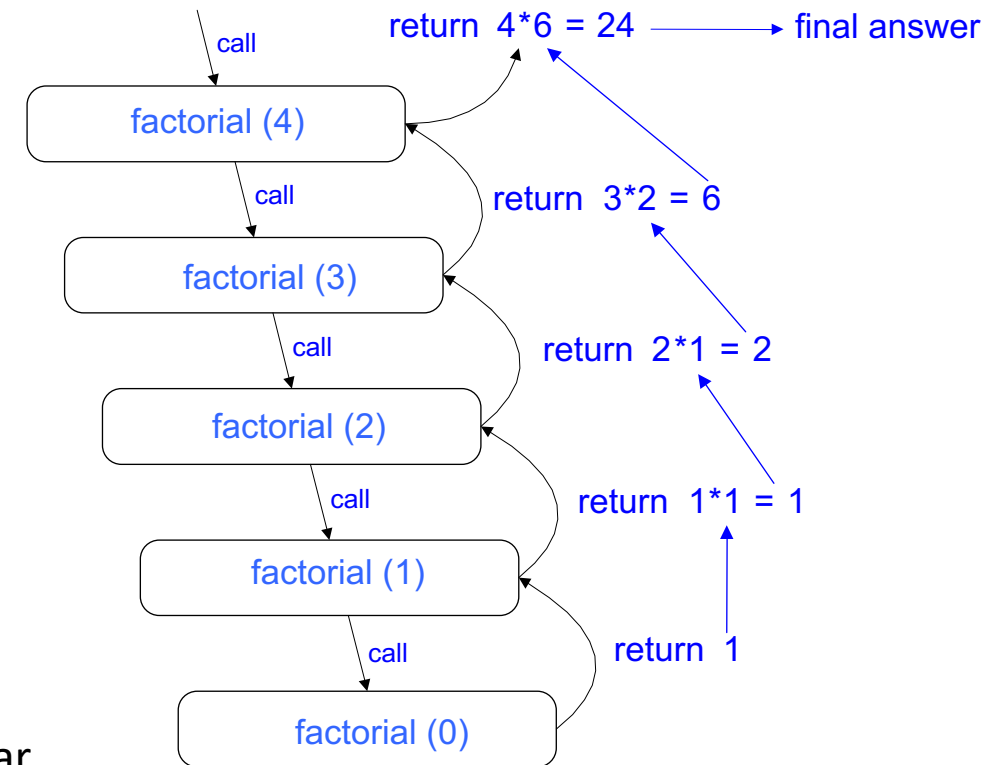 return 4*6 = 24
final answer
call
factorial (4)
call
return 3*2 = 6
factorial (3)
call
return 2*1 = 2
factorial (2)
call
return 1*1 = 1
factorial (1)
call
return 1
factorial (0)